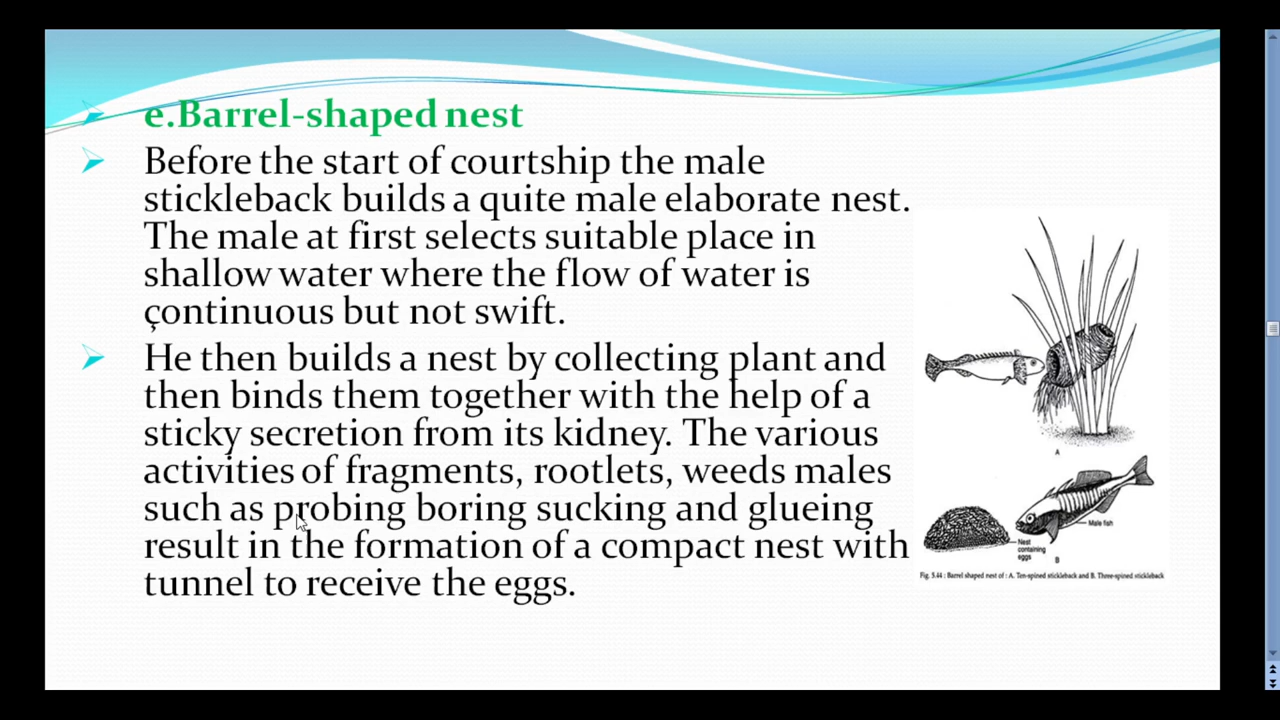 e.Barrel-shaped nest
Before the start of courtship the male
stickleback builds a quite male elaborate nest.
The male at first selects suitable place in
shallow water where the flow of water is
çontinuous but not swift.
He then builds a nest by collecting plant and
then binds them together with the help of a
sticky secretion from its kidney. The various
activities of fragments, rootlets, weeds males
such as probing boring sucking and glueing
result in the formation of a compact nest with
tunnel to receive the eggs.
A
Male fish
Nest
containing
eggs
B
Fig. 5.44 : Barrel shaped nest of : A. Ten-spined stickleback and B. Three-spined stickleback